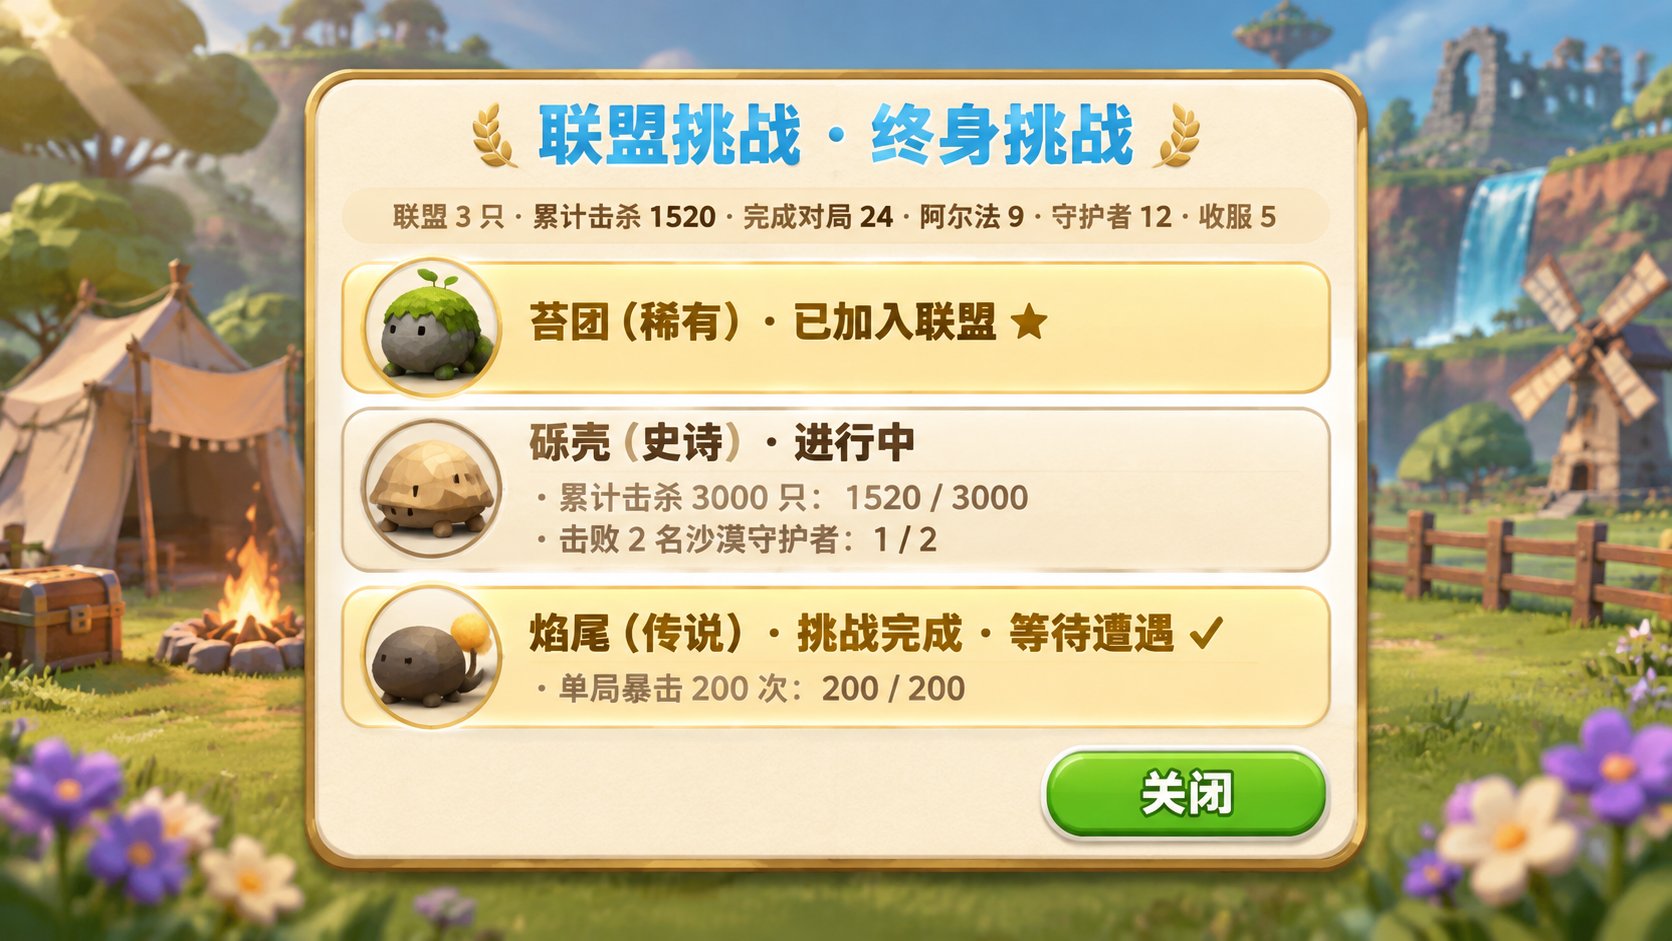 联盟挑战·终身挑战
联盟 3 只·累计击杀 1520·完成对局 24·阿尔法 9·守护者 12·收服 5
苔团（稀有）·已加入联盟 ★
砾壳（史诗）·进行中
·累计击杀 3000 只：1520 / 3000
·击败 2 名沙漠守护者：1 / 2
焰尾（传说）·挑战完成·等待遭遇 ✓
·单局暴击 200 次：200 / 200
关闭